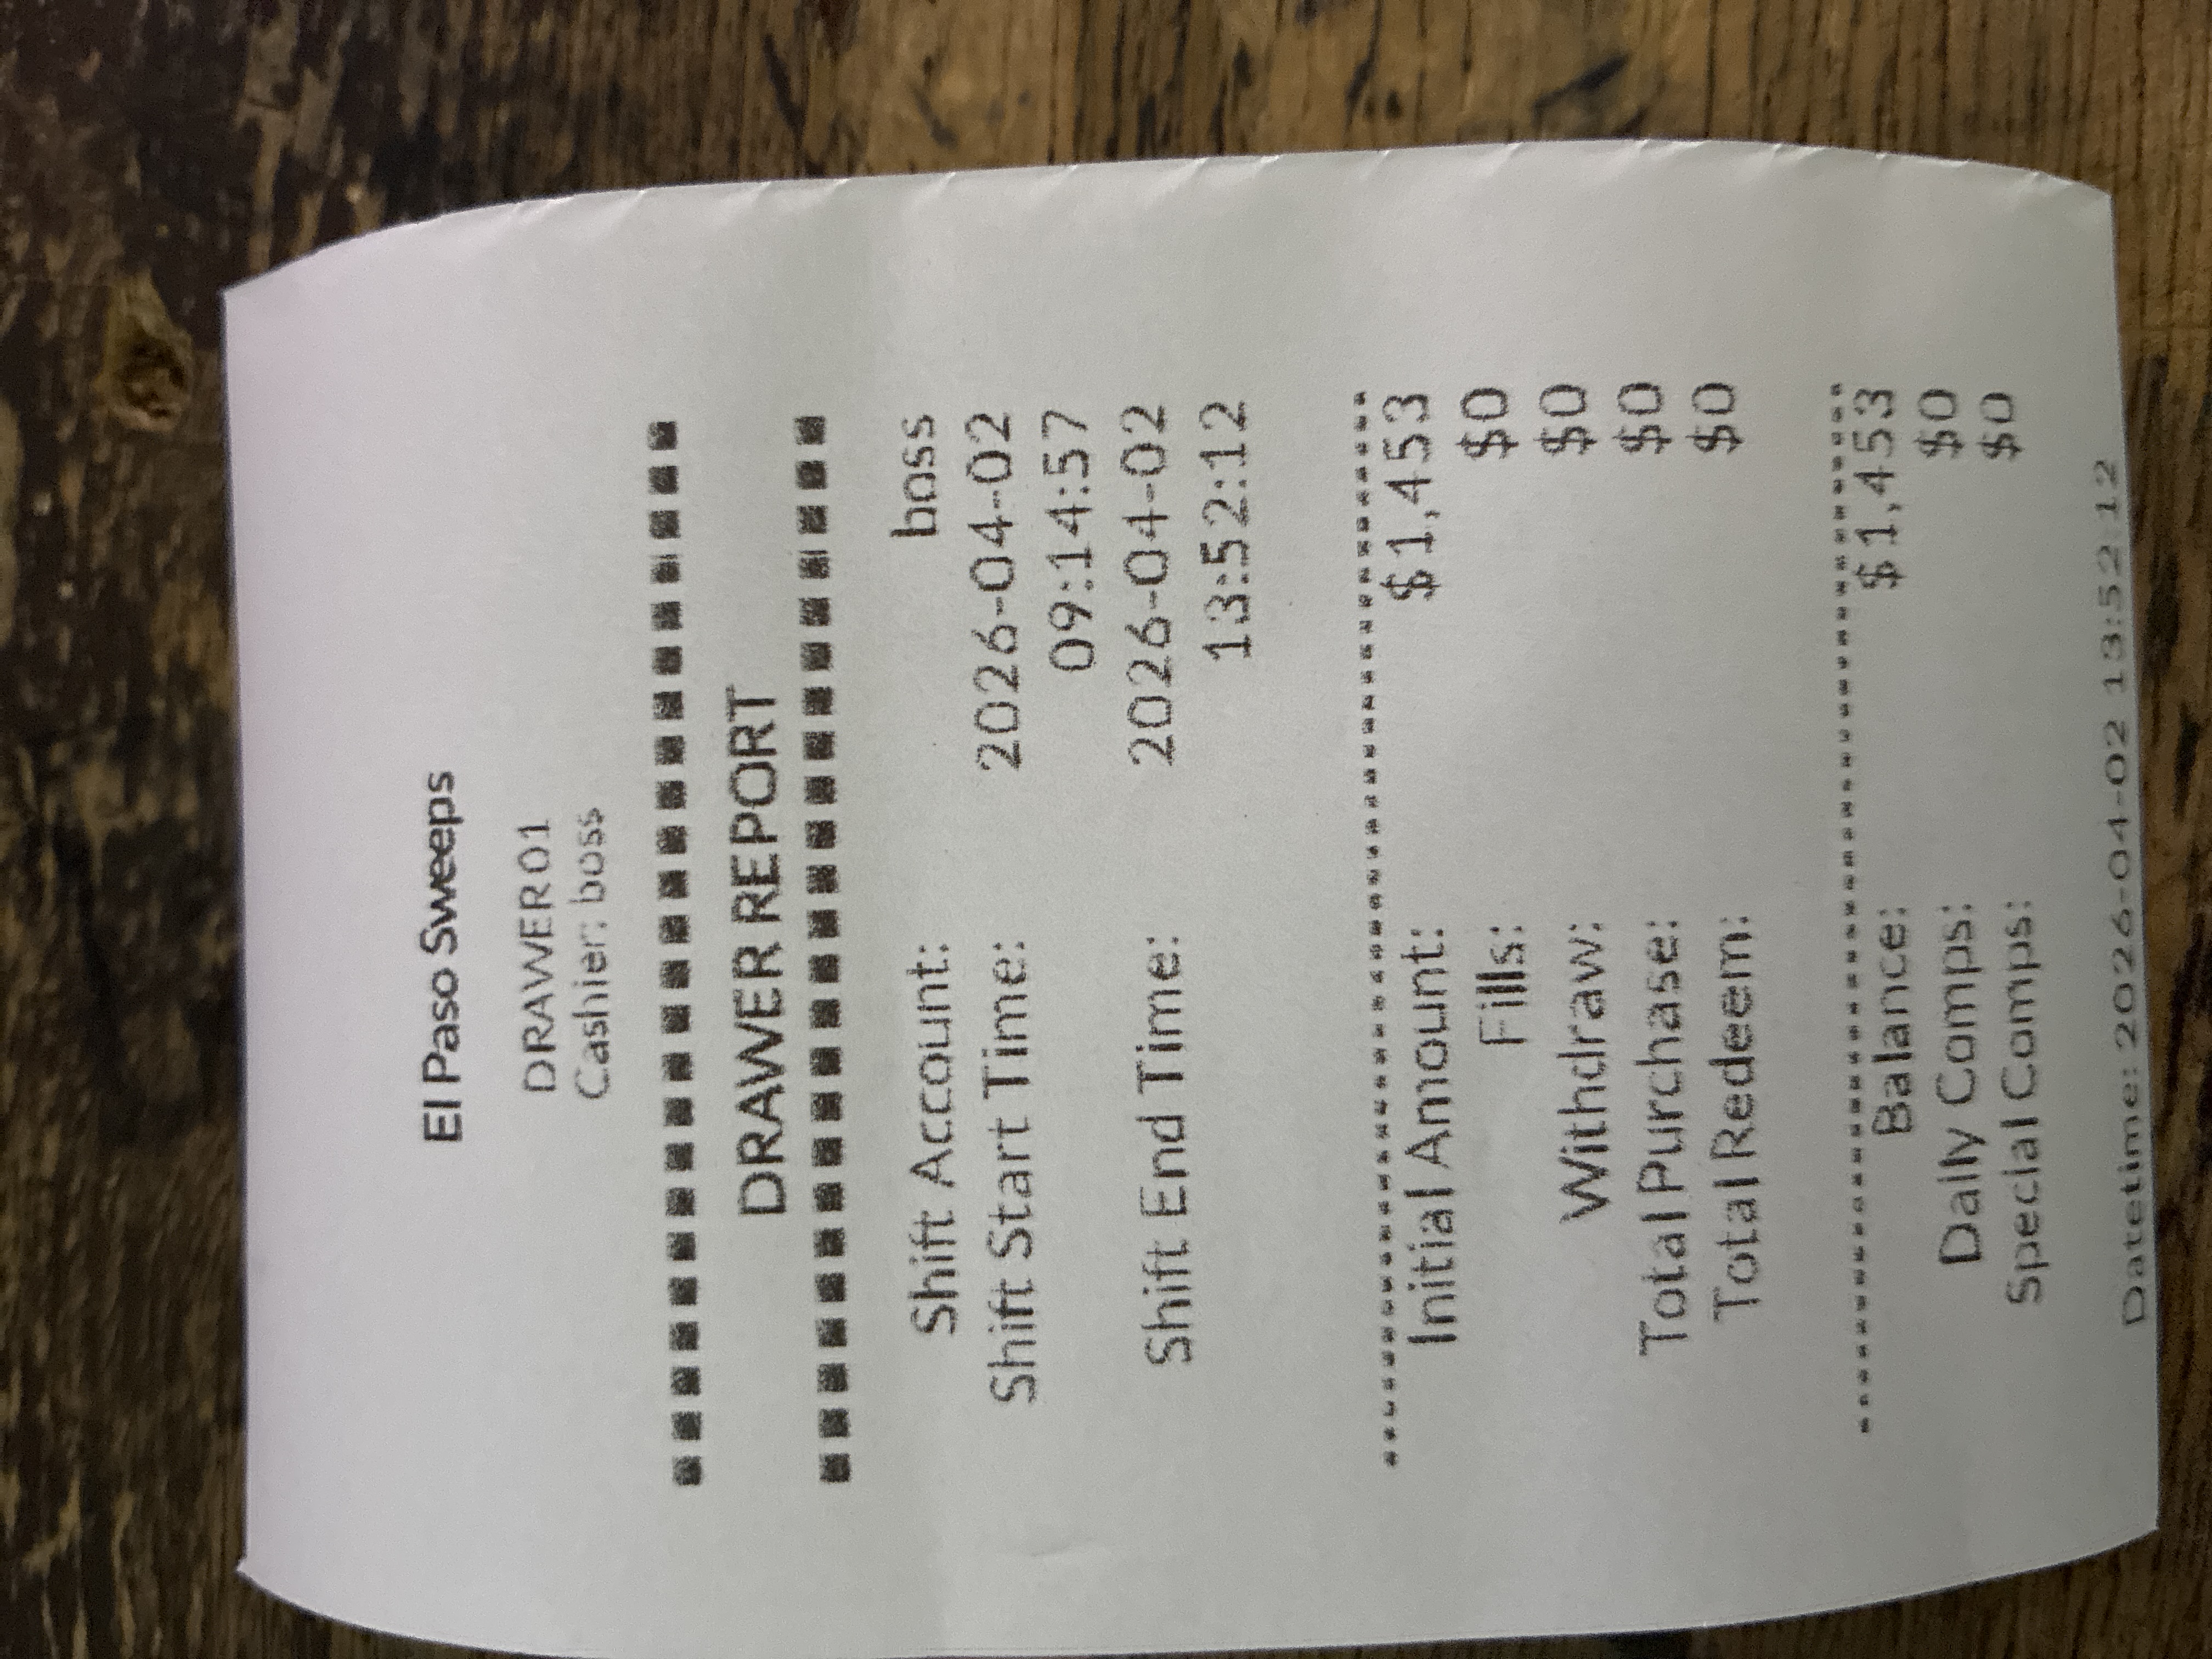 El Paso Sweeps
DRAWER01
Cashier: boss
DRAWER REPORT
Shift Account: boss
Shift Start Time: 2026-04-02
09:14:57
Shift End Time: 2026-04-02
13:52:12
Initial Amount: $1,453
Fills: $0
Withdraw: $0
Total Purchase: $0
Total Redeem: $0
Balance: $1,453
Daily Comps: $0
Special Comps: $0
Datetime: 2026-04-02 13:52:12